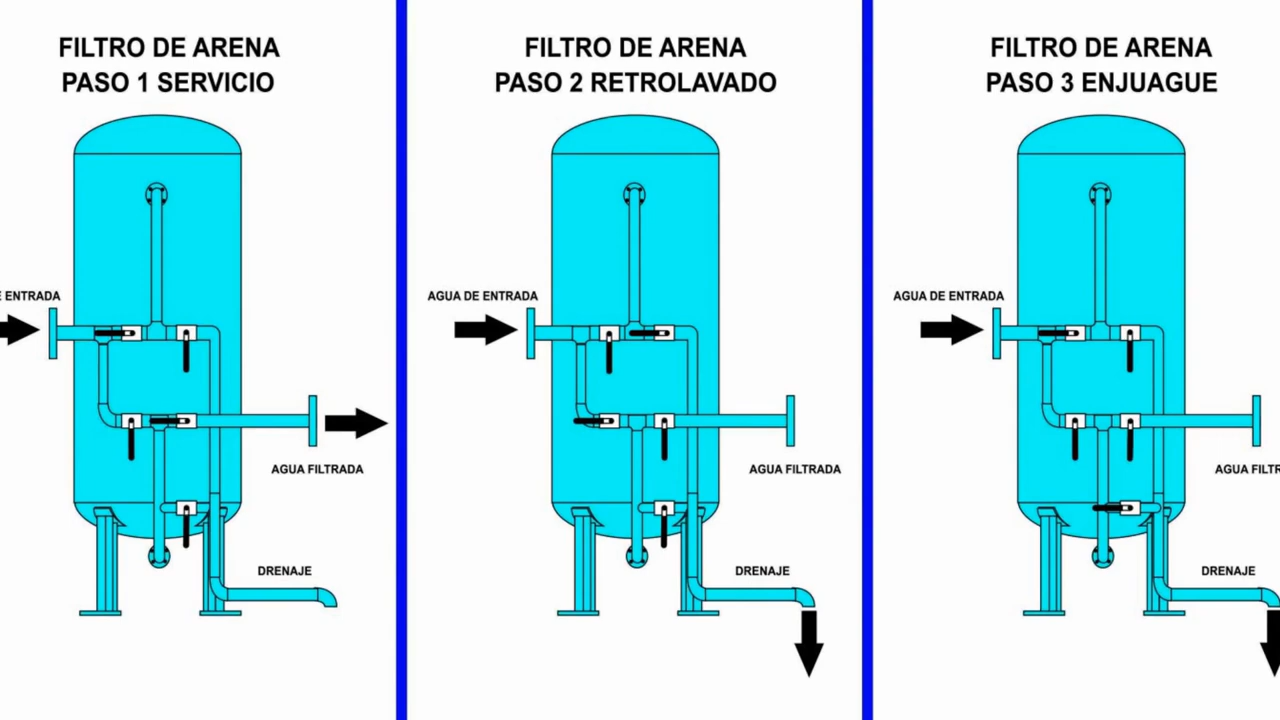 FILTRO DE ARENA
PASO 1 SERVICIO
ENTRADA
AGUA FILTRADA
DRENAJE
FILTRO DE ARENA
PASO 2 RETROLAVADO
AGUA DE ENTRADA
AGUA FILTRADA
DRENAJE
FILTRO DE ARENA
PASO 3 ENJUAGUE
AGUA DE ENTRADA
AGUA FILTR
DRENAJE